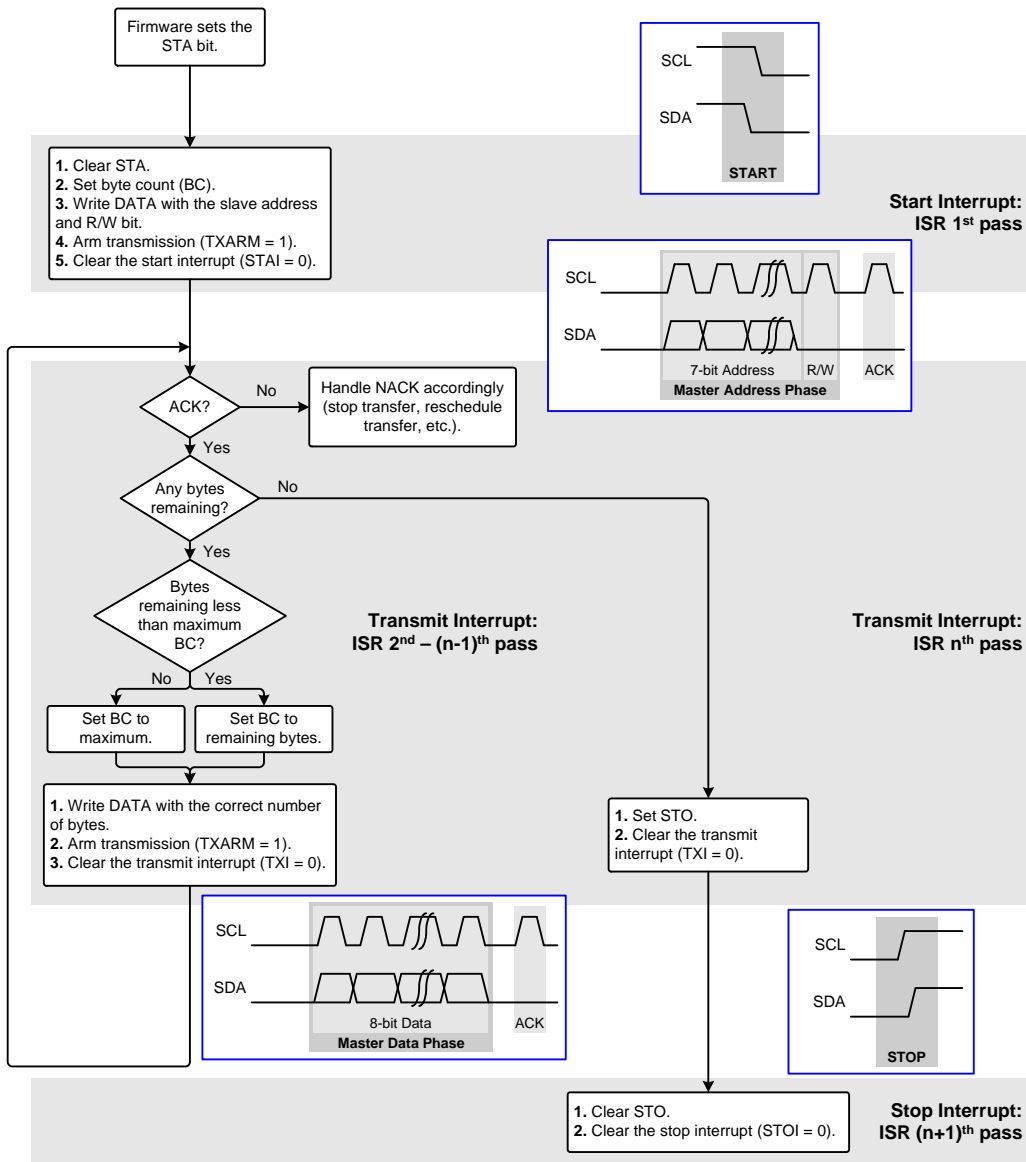 Firmware sets the
STA bit.
SCL
SDA
START
1. Clear STA.
2. Set byte count (BC).
3. Write DATA with the slave address
and R/W bit.
4. Arm transmission (TXARM = 1).
5. Clear the start interrupt (STAI = 0).
Start Interrupt:
ISR 1st pass
SCL
SDA
7-bit Address
R/W
ACK
Master Address Phase
ACK?
No
Handle NACK accordingly
(stop transfer, reschedule
transfer, etc.).
Yes
Any bytes
remaining?
No
Yes
Bytes
remaining less
than maximum
BC?
Transmit Interrupt:
ISR 2nd – (n-1)th pass
Transmit Interrupt:
ISR nth pass
No
Yes
Set BC to
maximum.
Set BC to
remaining bytes.
1. Write DATA with the correct number
of bytes.
2. Arm transmission (TXARM = 1).
3. Clear the transmit interrupt (TXI = 0).
1. Set STO.
2. Clear the transmit
interrupt (TXI = 0).
SCL
SDA
8-bit Data
ACK
Master Data Phase
SCL
SDA
STOP
1. Clear STO.
2. Clear the stop interrupt (STOI = 0).
Stop Interrupt:
ISR (n+1)th pass